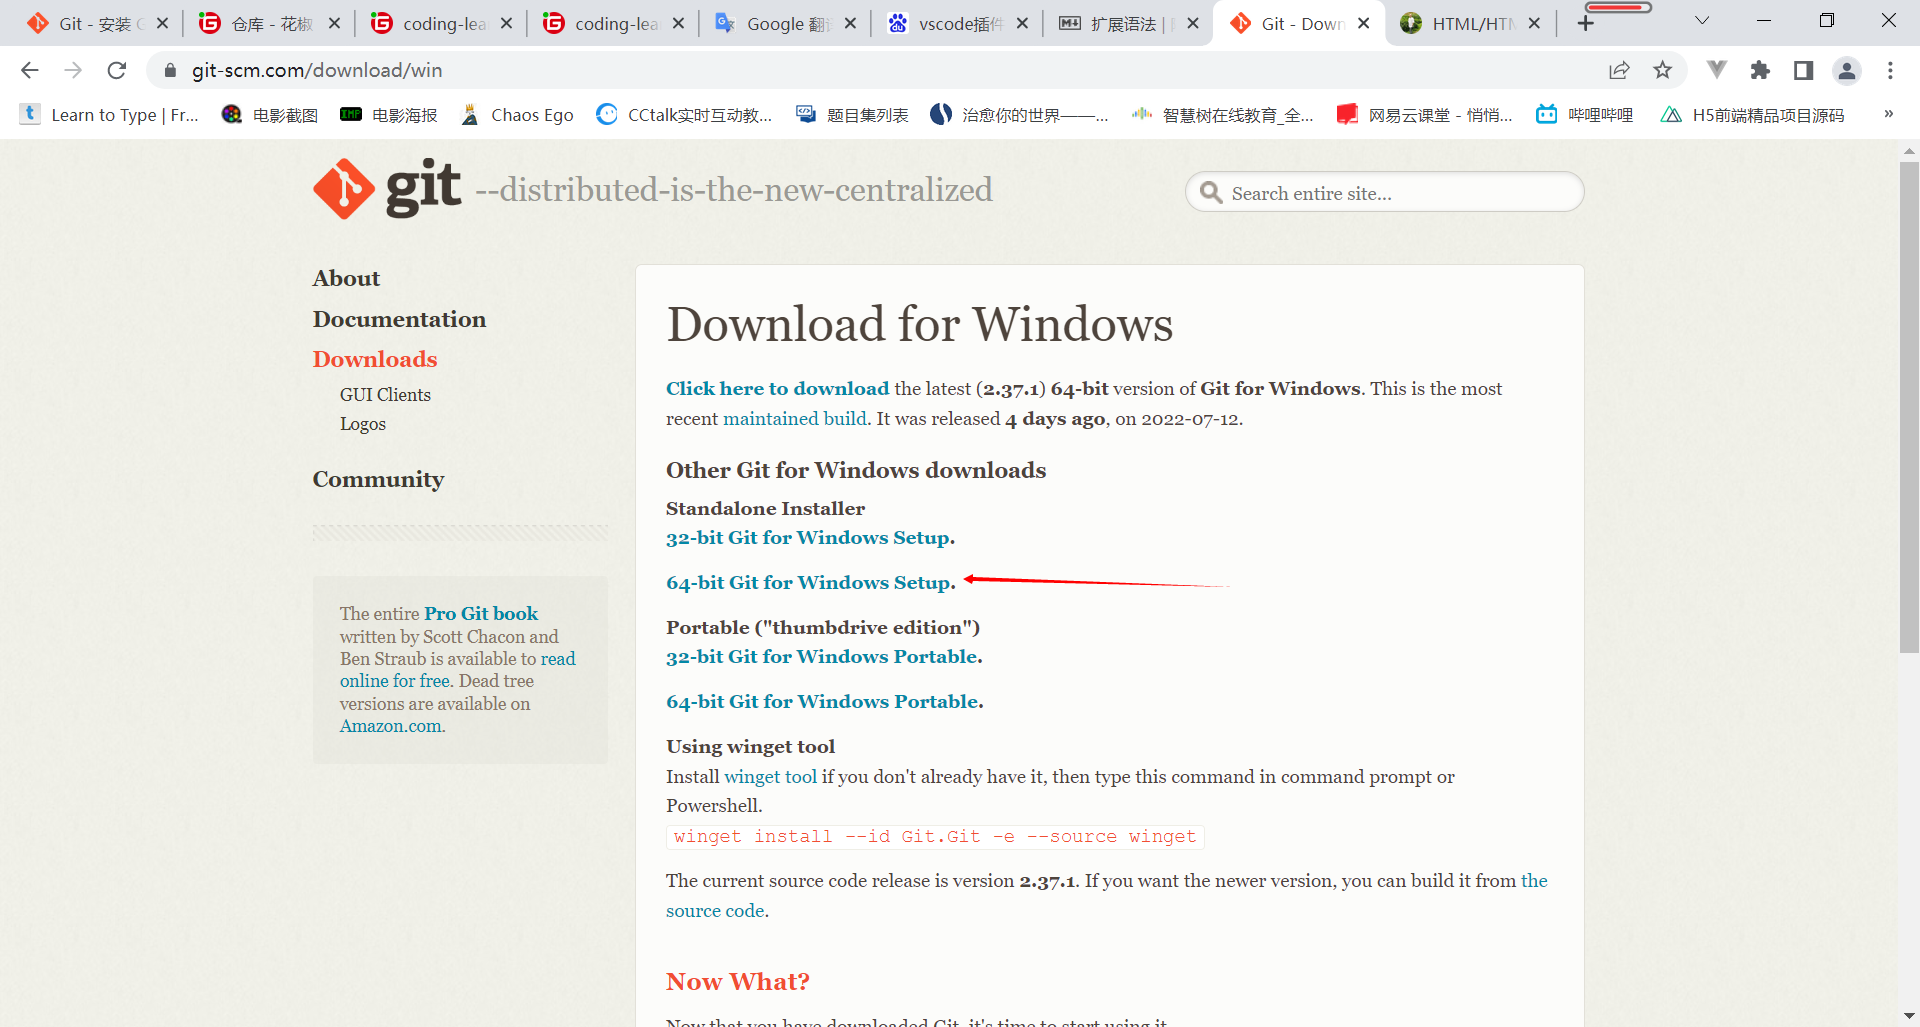 Git - 安装 G
仓库 - 花椒
coding-lea
coding-lea
Google 翻译
vscode插件
扩展语法 |
Git - Down
HTML/HTM
git-scm.com/download/win
Learn to Type | Fr...
电影截图
电影海报
Chaos Ego
CCtalk实时互动教...
题目集列表
治愈你的世界——...
智慧树在线教育_全...
网易云课堂 - 悄悄...
哔哩哔哩
H5前端精品项目源码
»
git --distributed-is-the-new-centralized
Search entire site...
About
Documentation
Downloads
GUI Clients
Logos
Community
The entire Pro Git book
written by Scott Chacon and
Ben Straub is available to read
online for free. Dead tree
versions are available on
Amazon.com.
Download for Windows
Click here to download the latest (2.37.1) 64-bit version of Git for Windows. This is the most
recent maintained build. It was released 4 days ago, on 2022-07-12.
Other Git for Windows downloads
Standalone Installer
32-bit Git for Windows Setup.
64-bit Git for Windows Setup.
Portable ("thumbdrive edition")
32-bit Git for Windows Portable.
64-bit Git for Windows Portable.
Using winget tool
Install winget tool if you don't already have it, then type this command in command prompt or
Powershell.
winget install --id Git.Git -e --source winget
The current source code release is version 2.37.1. If you want the newer version, you can build it from the
source code.
Now What?
Now that you have downloaded Git, it's time to start using it.